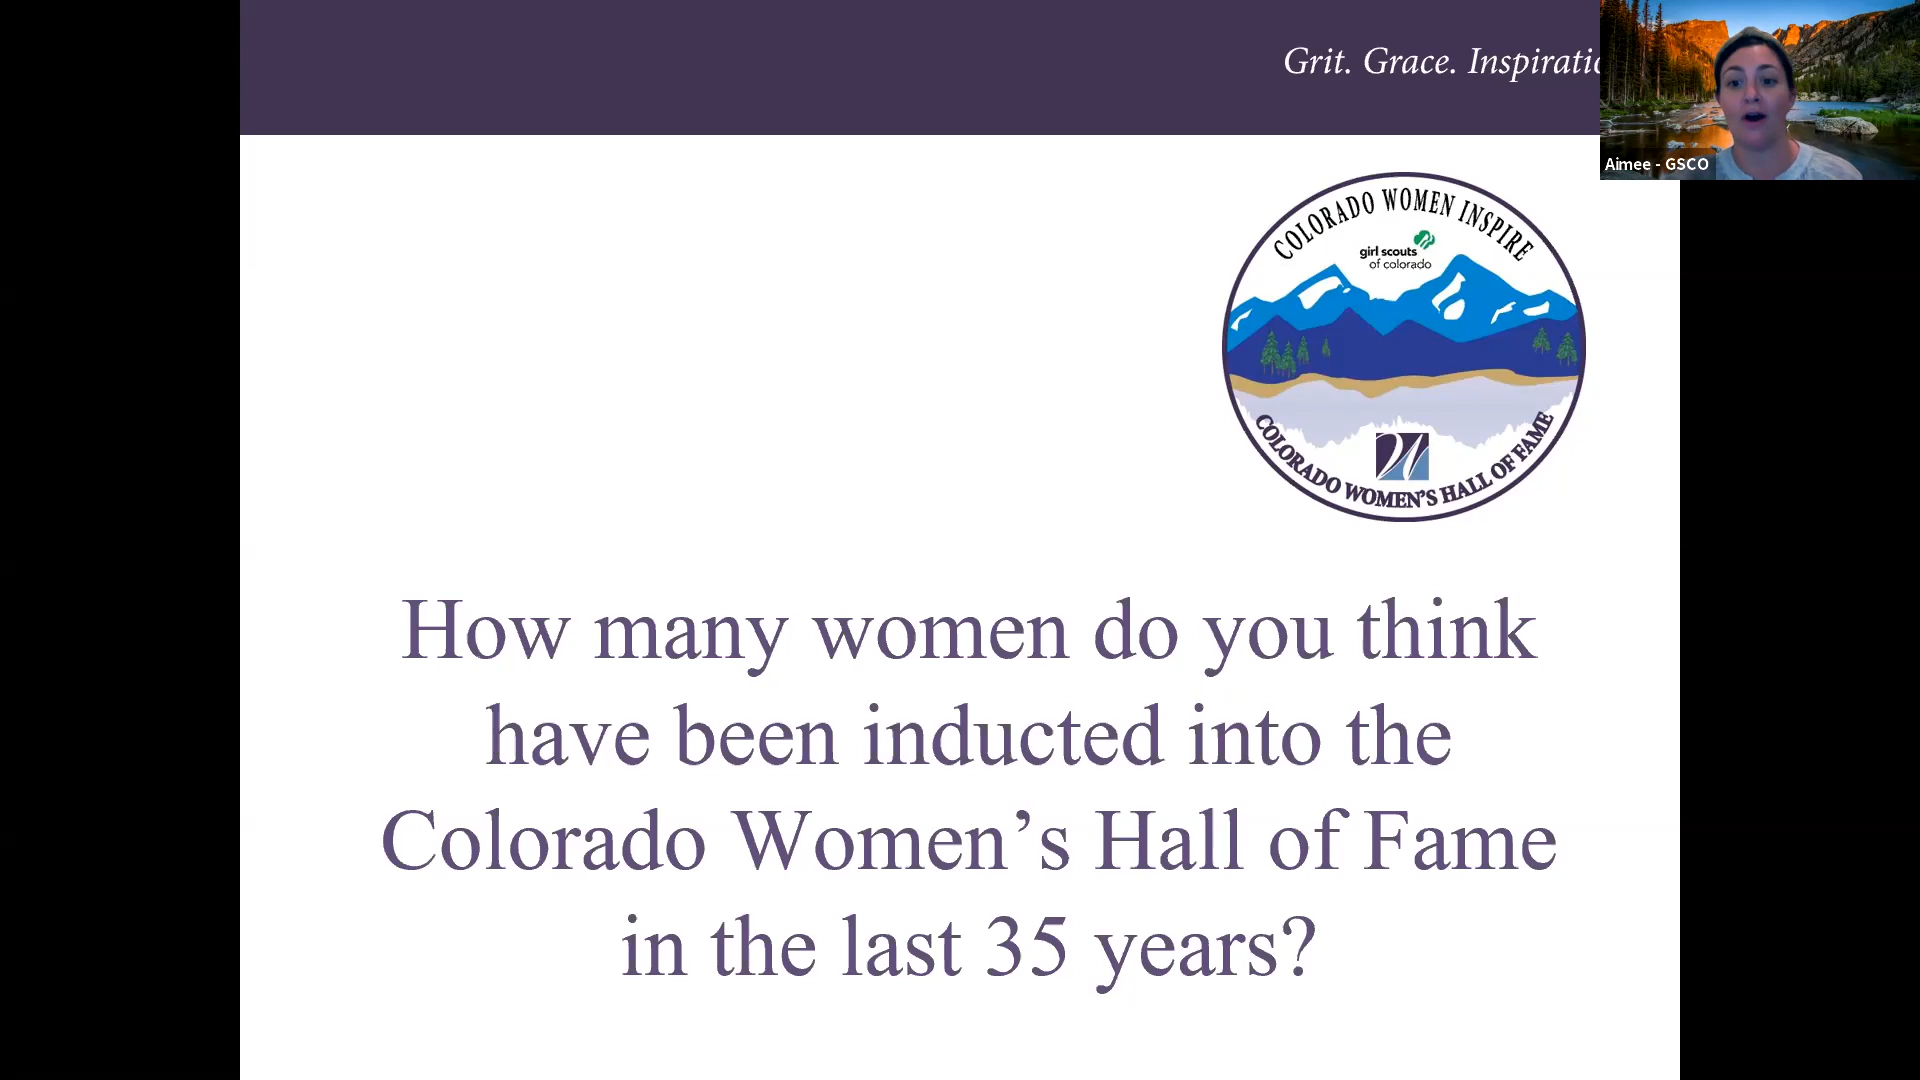 Grit. Grace. Inspiratio
Aimee - GSCO
COLORADO WOMEN INSPIRE
girl scouts
of colorado
COLORADO WOMEN'S HALL OF FAME
How many women do you think
have been inducted into the
Colorado Women’s Hall of Fame
in the last 35 years?